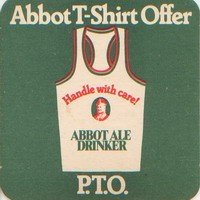 Abbot T-Shirt Offer
Handle with care!
ABBOT ALE
DRINKER
P.T.O.